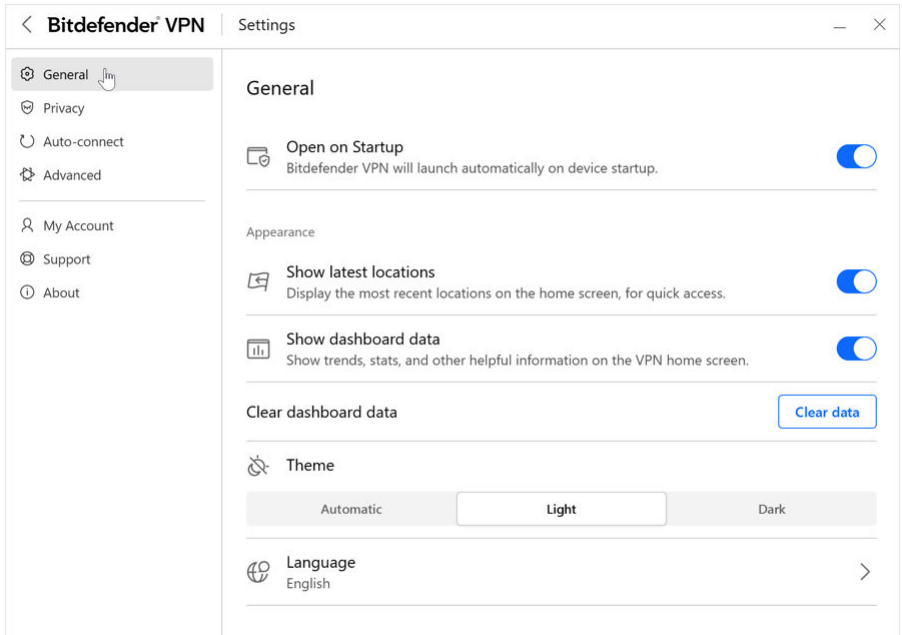 Bitdefender VPN
Settings
General
Privacy
Auto-connect
Advanced
My Account
Support
About
General
Open on Startup
Bitdefender VPN will launch automatically on device startup.
Appearance
Show latest locations
Display the most recent locations on the home screen, for quick access.
Show dashboard data
Show trends, stats, and other helpful information on the VPN home screen.
Clear dashboard data
Clear data
Theme
Automatic
Light
Dark
Language
English